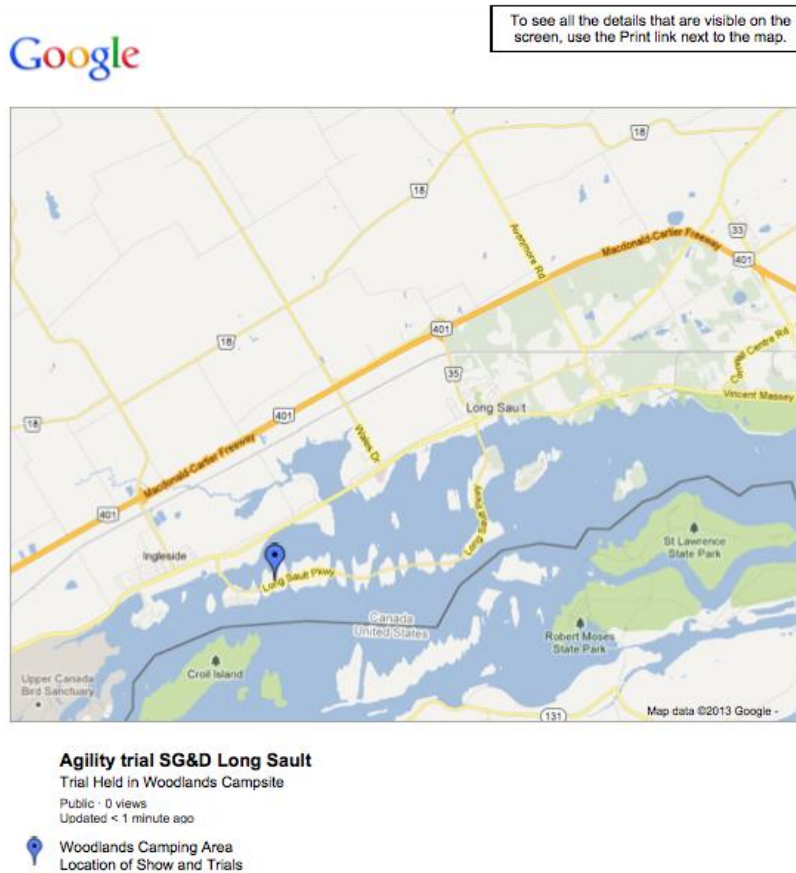 To see all the details that are visible on the
screen, use the Print link next to the map.
Google
18
18
33
Avonmore Rd
Macdonald-Cartier Freeway
401
18
401
35
Vincent Massey
Long Sault
401
18
Wales Dr
Macdonald-Cartier Freeway
401
Long Sault Pkwy
St Lawrence
State Park
Ingleside
Long Sault Pkwy
Canada
United States
Robert Moses
State Park
Croil Island
Upper Canada
Bird Sanctuary
131
Map data ©2013 Google -
Agility trial SG&D Long Sault
Trial Held in Woodlands Campsite
Public · 0 views
Updated < 1 minute ago
Woodlands Camping Area
Location of Show and Trials